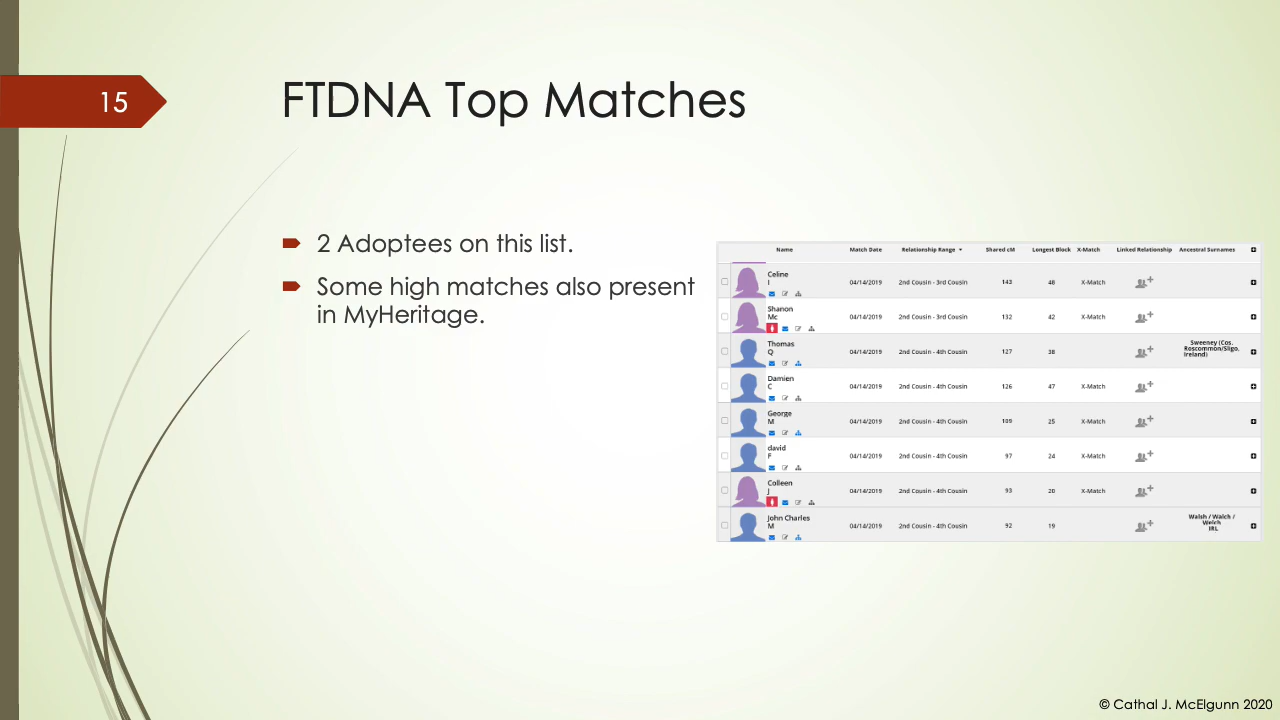 15
FTDNA Top Matches
2 Adoptees on this list.
Some high matches also present
in MyHeritage.
Name Match Date Relationship Range Shared cM Longest Block X-Match Linked Relationship Ancestral Surnames
Celine
I
04/14/2019 2nd Cousin - 3rd Cousin 143 48 X-Match
Shanon
Mc
04/14/2019 2nd Cousin - 3rd Cousin 132 42 X-Match
Thomas
Q
04/14/2019 2nd Cousin - 4th Cousin 127 38
Sweeney (Cos.
Roscommon/Sligo,
Ireland)
Damien
C
04/14/2019 2nd Cousin - 4th Cousin 126 47 X-Match
George
M
04/14/2019 2nd Cousin - 4th Cousin 109 25 X-Match
david
F
04/14/2019 2nd Cousin - 4th Cousin 97 24 X-Match
Colleen
J
04/14/2019 2nd Cousin - 4th Cousin 93 20 X-Match
John Charles
M
04/14/2019 2nd Cousin - 4th Cousin 92 19
Walsh / Walch /
Welch
IRL
© Cathal J. McElgunn 2020